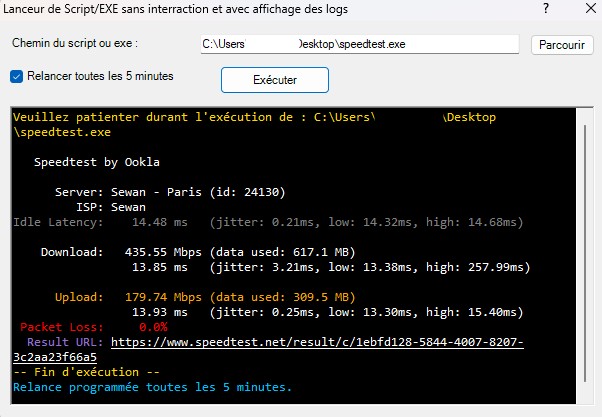 Lanceur de Script/EXE sans interraction et avec affichage des logs ? X
Chemin du script ou exe : C:\Users\ Desktop\speedtest.exe Parcourir
Relancer toutes les 5 minutes Exécuter
Veuillez patienter durant l'exécution de : C:\Users\ \Desktop
\speedtest.exe
Speedtest by Ookla
Server: Sewan - Paris (id: 24130)
ISP: Sewan
Idle Latency: 14.48 ms (jitter: 0.21ms, low: 14.32ms, high: 14.68ms)
Download: 435.55 Mbps (data used: 617.1 MB)
13.85 ms (jitter: 3.21ms, low: 13.38ms, high: 257.99ms)
Upload: 179.74 Mbps (data used: 309.5 MB)
13.93 ms (jitter: 0.25ms, low: 13.30ms, high: 15.40ms)
Packet Loss: 0.0%
Result URL: https://www.speedtest.net/result/c/1ebfd128-5844-4007-8207-
3c2aa23f66a5
-- Fin d'exécution --
Relance programmée toutes les 5 minutes.